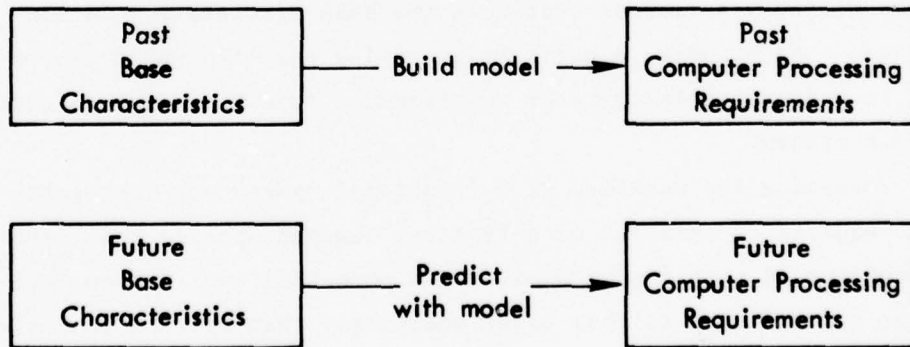 Past
Base
Characteristics
Build model
Past
Computer Processing
Requirements
Future
Base
Characteristics
Predict
with model
Future
Computer Processing
Requirements